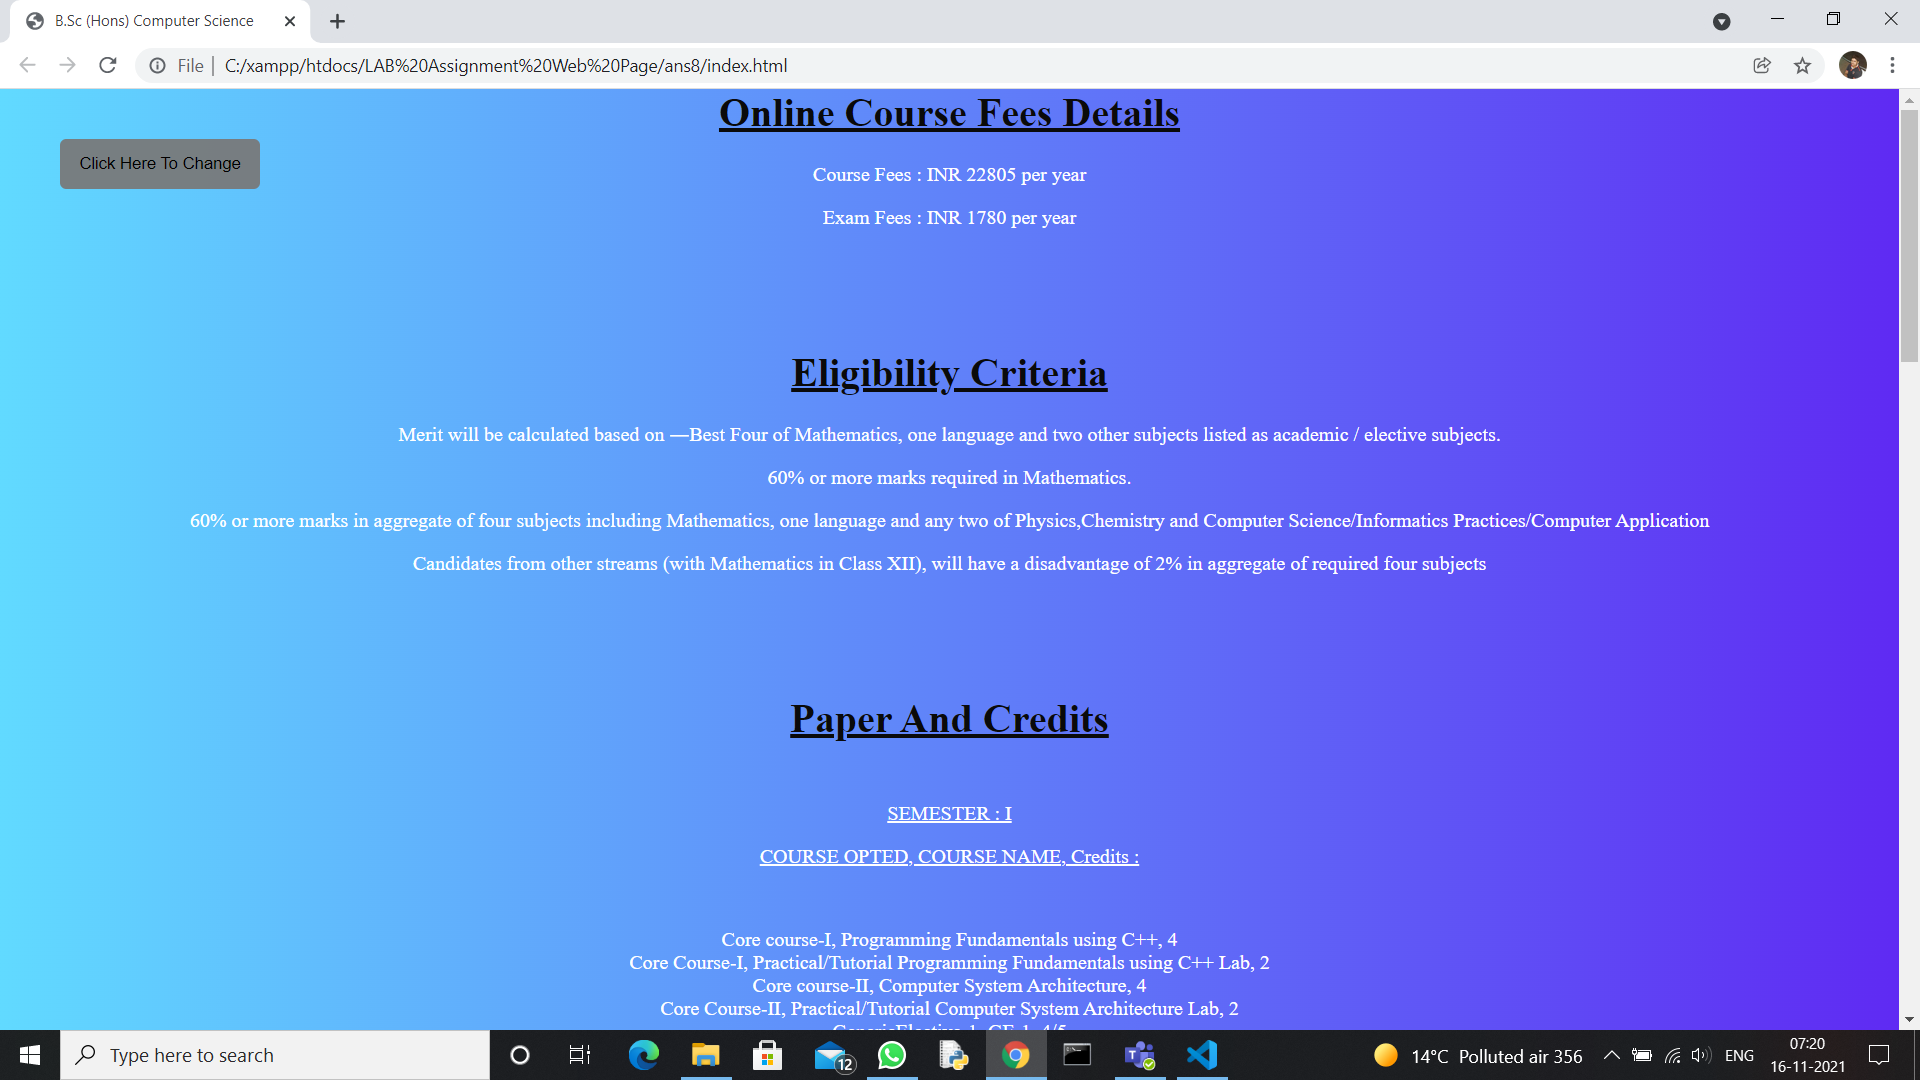 B.Sc (Hons) Computer Science
File | C:/xampp/htdocs/LAB%20Assignment%20Web%20Page/ans8/index.html
Online Course Fees Details
Click Here To Change
Course Fees : INR 22805 per year
Exam Fees : INR 1780 per year
Eligibility Criteria
Merit will be calculated based on —Best Four of Mathematics, one language and two other subjects listed as academic / elective subjects.
60% or more marks required in Mathematics.
60% or more marks in aggregate of four subjects including Mathematics, one language and any two of Physics,Chemistry and Computer Science/Informatics Practices/Computer Application
Candidates from other streams (with Mathematics in Class XII), will have a disadvantage of 2% in aggregate of required four subjects
Paper And Credits
SEMESTER : I
COURSE OPTED, COURSE NAME, Credits :
Core course-I, Programming Fundamentals using C++, 4
Core Course-I, Practical/Tutorial Programming Fundamentals using C++ Lab, 2
Core course-II, Computer System Architecture, 4
Core Course-II, Practical/Tutorial Computer System Architecture Lab, 2
Type here to search
12
14°C Polluted air 356
ENG
07:20
16-11-2021